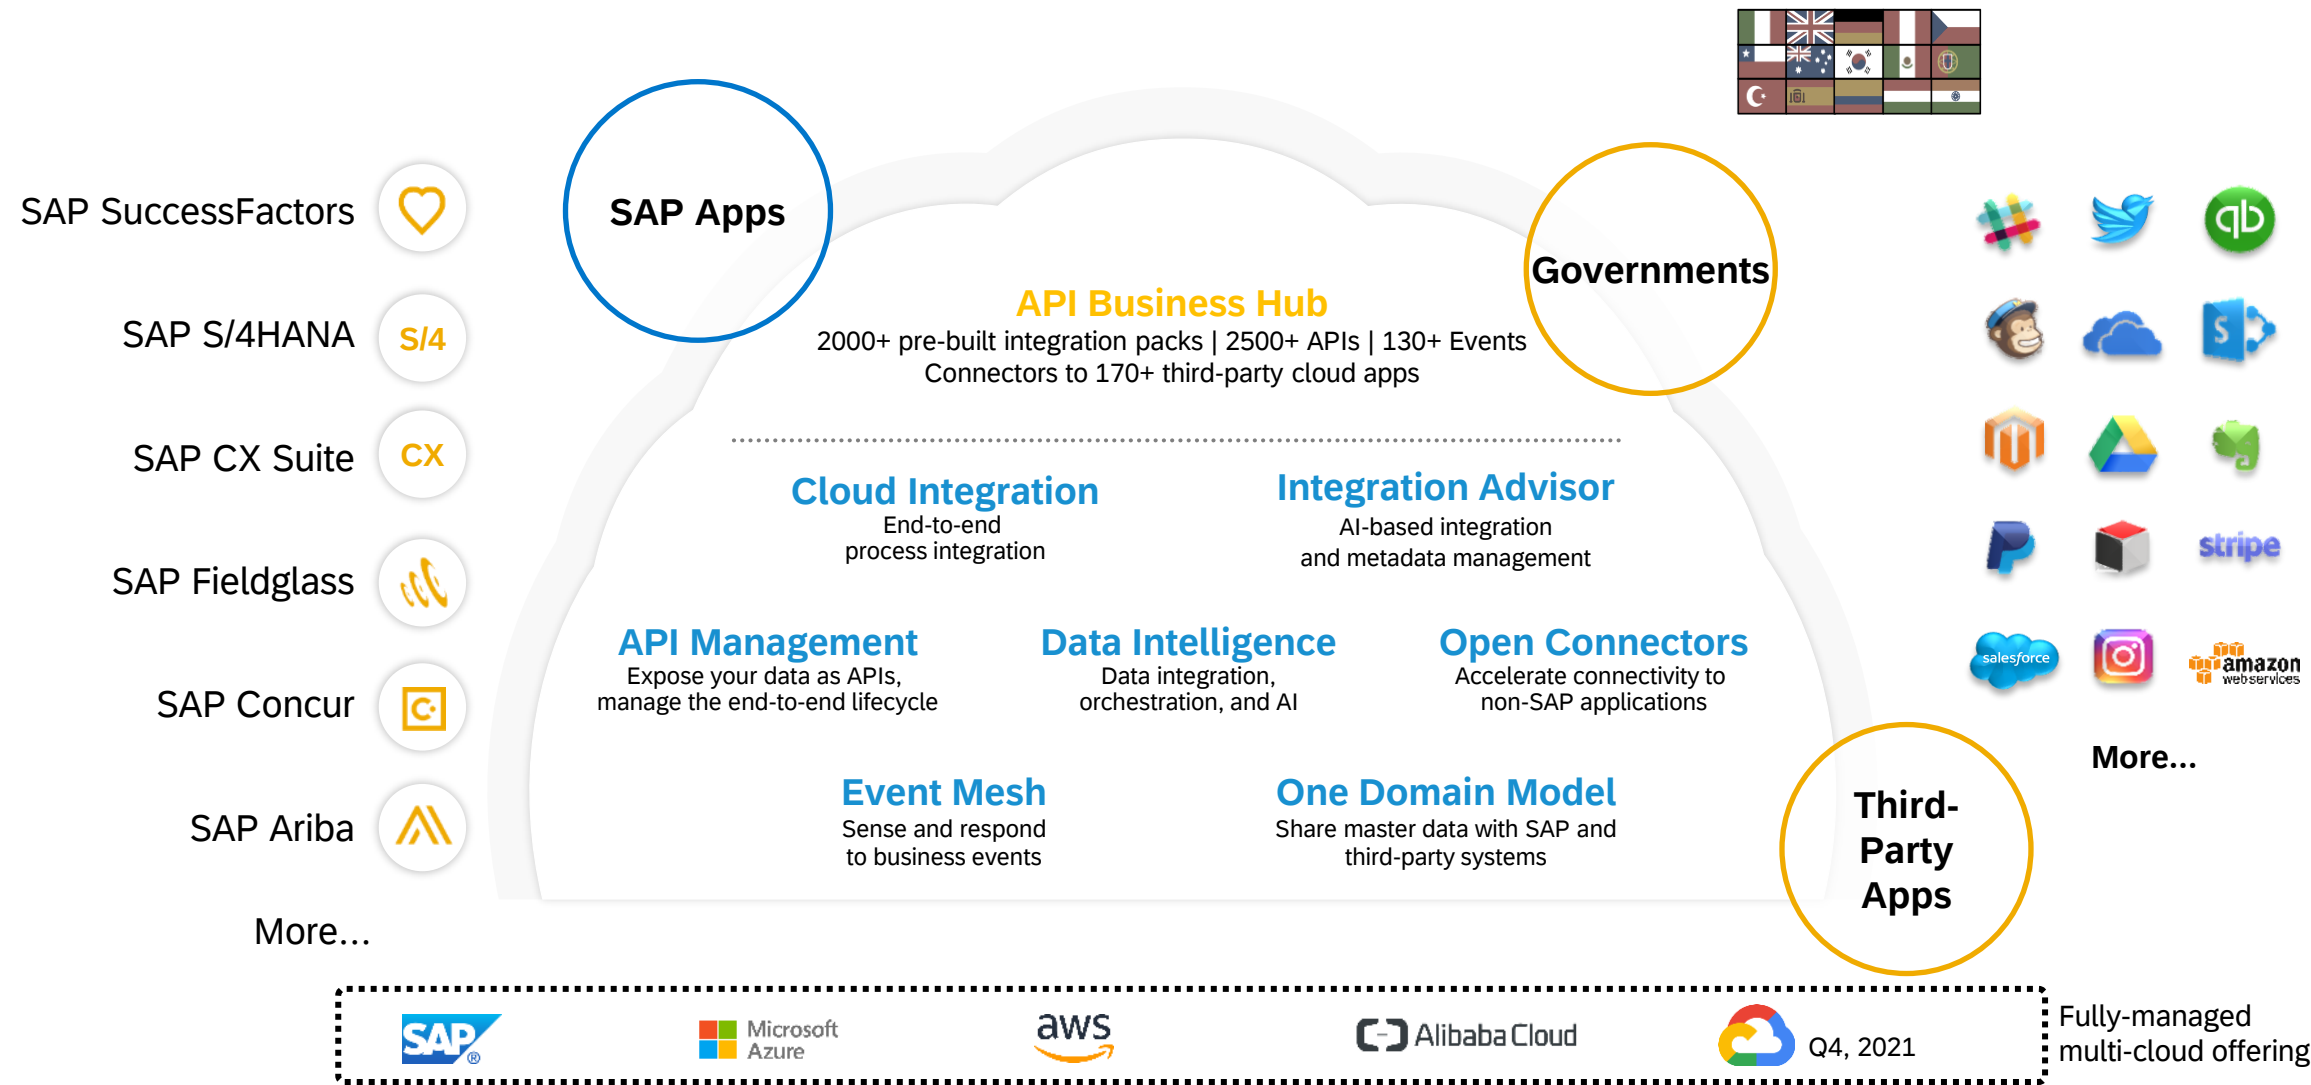 SAP SuccessFactors
SAP S/4HANA
S/4
SAP CX Suite
CX
SAP Fieldglass
SAP Concur
C
SAP Ariba
More...
SAP Apps
Governments
API Business Hub
2000+ pre-built integration packs | 2500+ APIs | 130+ Events
Connectors to 170+ third-party cloud apps
Cloud Integration
End-to-end
process integration
Integration Advisor
AI-based integration
and metadata management
API Management
Expose your data as APIs,
manage the end-to-end lifecycle
Data Intelligence
Data integration,
orchestration, and AI
Open Connectors
Accelerate connectivity to
non-SAP applications
Event Mesh
Sense and respond
to business events
One Domain Model
Share master data with SAP and
third-party systems
qb
S
stripe
salesforce
amazon
webservices
More...
Third-
Party
Apps
SAP®
Microsoft
Azure
aws
Alibaba Cloud
Q4, 2021
Fully-managed
multi-cloud offering